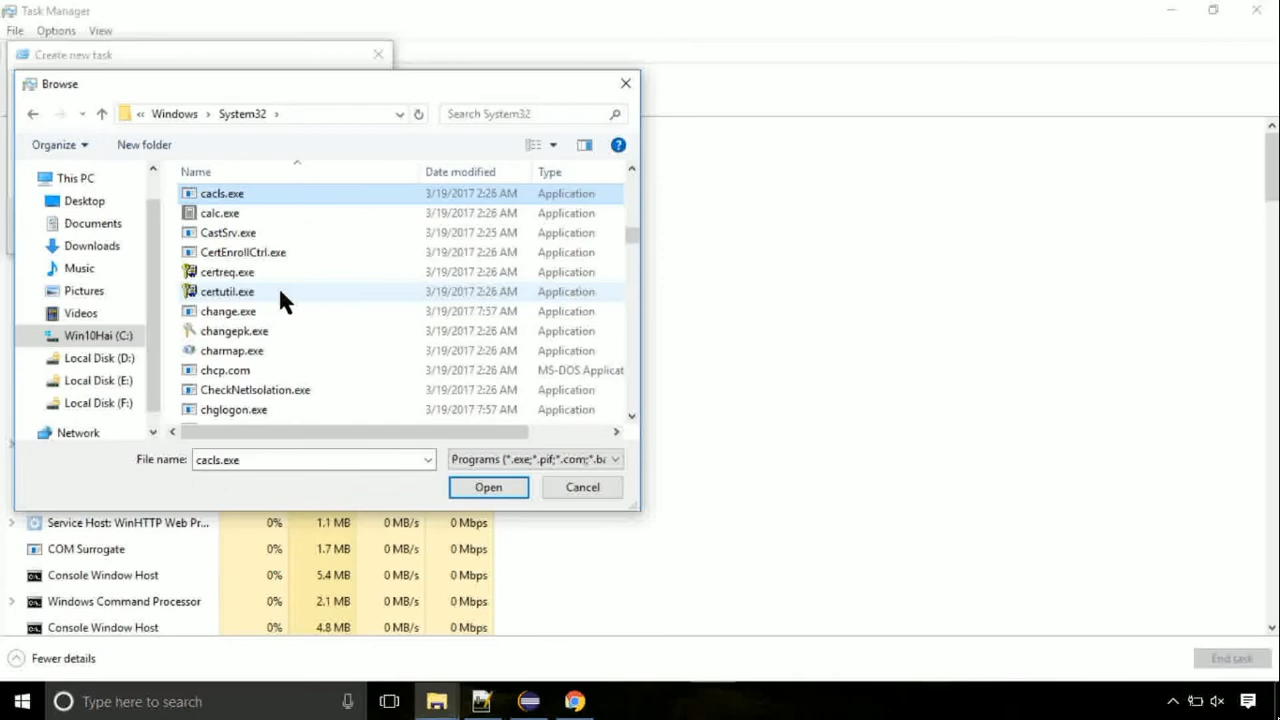 Task Manager
File Options View
Create new task
Browse
« Windows › System32 ›
Search System32
Organize New folder
Name Date modified Type
This PC
Desktop
Documents
Downloads
Music
Pictures
Videos
Win10Hai (C:)
Local Disk (D:)
Local Disk (E:)
Local Disk (F:)
Network
cacls.exe 3/19/2017 2:26 AM Application
calc.exe 3/19/2017 2:26 AM Application
CastSrv.exe 3/19/2017 2:25 AM Application
CertEnrollCtrl.exe 3/19/2017 2:26 AM Application
certreq.exe 3/19/2017 2:26 AM Application
certutil.exe 3/19/2017 2:26 AM Application
change.exe 3/19/2017 7:57 AM Application
changepk.exe 3/19/2017 2:26 AM Application
charmap.exe 3/19/2017 2:26 AM Application
chcp.com 3/19/2017 2:26 AM MS-DOS Applicat
CheckNetIsolation.exe 3/19/2017 2:26 AM Application
chglogon.exe 3/19/2017 7:57 AM Application
File name: cacls.exe Programs (*.exe;*.pif;*.com;*.ba
Open Cancel
Service Host: WinHTTP Web Pr... 0% 1.1 MB 0 MB/s 0 Mbps
COM Surrogate 0% 1.7 MB 0 MB/s 0 Mbps
Console Window Host 0% 5.4 MB 0 MB/s 0 Mbps
Windows Command Processor 0% 2.1 MB 0 MB/s 0 Mbps
Console Window Host 0% 4.8 MB 0 MB/s 0 Mbps
Fewer details End task
Type here to search